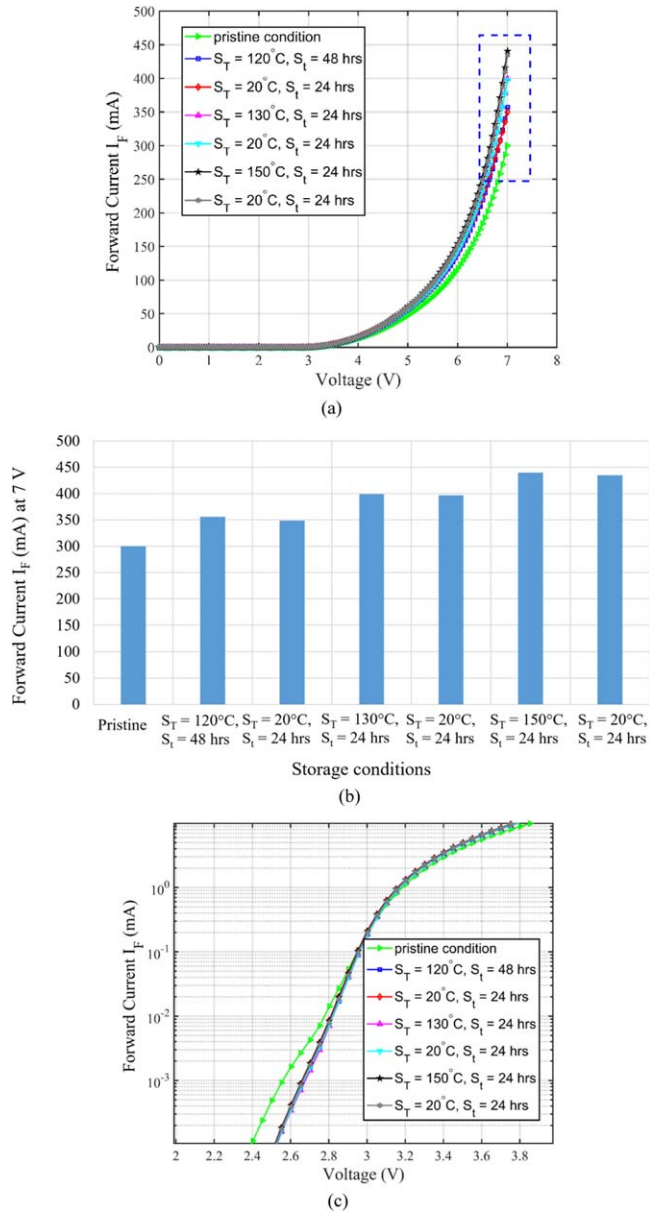 500
450
400
350
300
250
200
150
100
50
0
Forward Current I_F (mA)
pristine condition
S_T = 120°C, S_t = 48 hrs
S_T = 20°C, S_t = 24 hrs
S_T = 130°C, S_t = 24 hrs
S_T = 20°C, S_t = 24 hrs
S_T = 150°C, S_t = 24 hrs
S_T = 20°C, S_t = 24 hrs
0 1 2 3 4 5 6 7 8
Voltage (V)
(a)
500
450
400
350
300
250
200
150
100
50
0
Forward Current I_F (mA) at 7 V
Pristine
S_T = 120°C,
S_t = 48 hrs
S_T = 20°C,
S_t = 24 hrs
S_T = 130°C,
S_t = 24 hrs
S_T = 20°C,
S_t = 24 hrs
S_T = 150°C,
S_t = 24 hrs
S_T = 20°C,
S_t = 24 hrs
Storage conditions
(b)
10^0
10^-1
10^-2
10^-3
Forward Current I_F (mA)
pristine condition
S_T = 120°C, S_t = 48 hrs
S_T = 20°C, S_t = 24 hrs
S_T = 130°C, S_t = 24 hrs
S_T = 20°C, S_t = 24 hrs
S_T = 150°C, S_t = 24 hrs
S_T = 20°C, S_t = 24 hrs
2 2.2 2.4 2.6 2.8 3 3.2 3.4 3.6 3.8
Voltage (V)
(c)